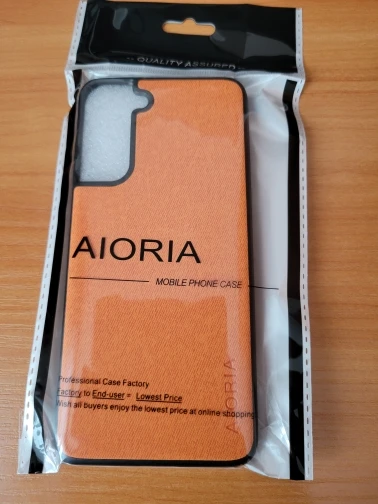 QUALITY ASSURED
AIORIA
MOBILE PHONE CASE
Professional Case Factory
Factory to End-user = Lowest Price
Wish all buyers enjoy the lowest price at online shopping
AIORIA